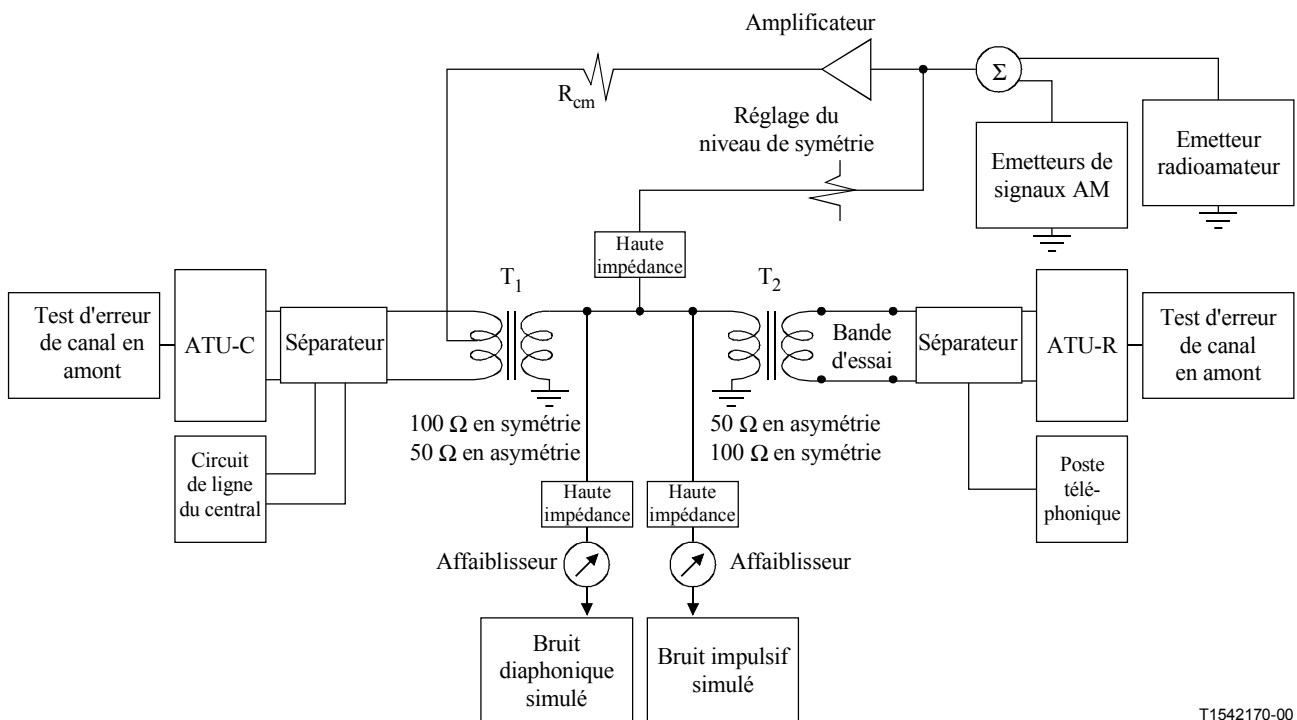 Amplificateur
R_cm
Σ
Réglage du
niveau de symétrie
Emetteurs de
signaux AM
Emetteur
radioamateur
Haute
impédance
T_1
T_2
Test d'erreur
de canal en
amont
ATU-C
Séparateur
Bande
d'essai
Séparateur
ATU-R
Test d'erreur
de canal
en amont
100 Ω en symétrie
50 Ω en asymétrie
50 Ω en asymétrie
100 Ω en symétrie
Circuit
de ligne
du central
Haute
impédance
Haute
impédance
Poste
télé-
phonique
Affaiblisseur
Affaiblisseur
Bruit
diaphonique
simulé
Bruit impulsif
simulé
T1542170-00